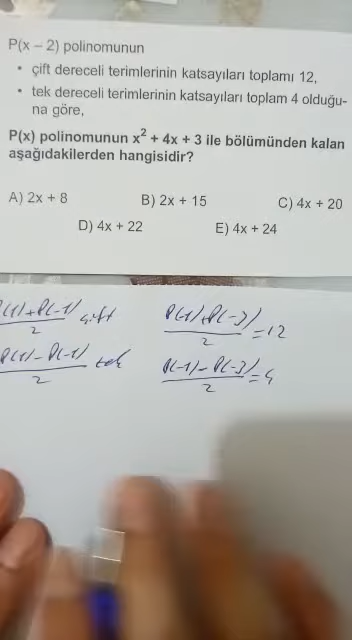 P(x – 2) polinomunun
• çift dereceli terimlerinin katsayıları toplamı 12,
• tek dereceli terimlerinin katsayıları toplam 4 olduğu-
na göre,
P(x) polinomunun x² + 4x + 3 ile bölümünden kalan
aşağıdakilerden hangisidir?
A) 2x + 8 B) 2x + 15 C) 4x + 20
D) 4x + 22 E) 4x + 24
P(1)+P(-1)/2 çift P(-1)+P(-3)/2 = 12
P(1)-P(-1)/2 tek P(-1)-P(-3)/2 = 4